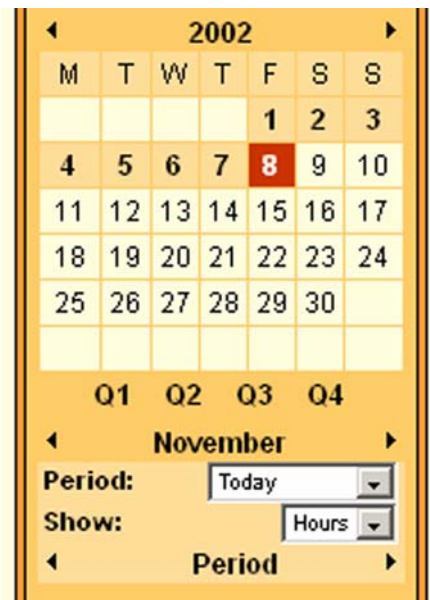 2002
M T W T F S S
1 2 3
4 5 6 7 8 9 10
11 12 13 14 15 16 17
18 19 20 21 22 23 24
25 26 27 28 29 30
Q1 Q2 Q3 Q4
November
Period: Today
Show: Hours
Period